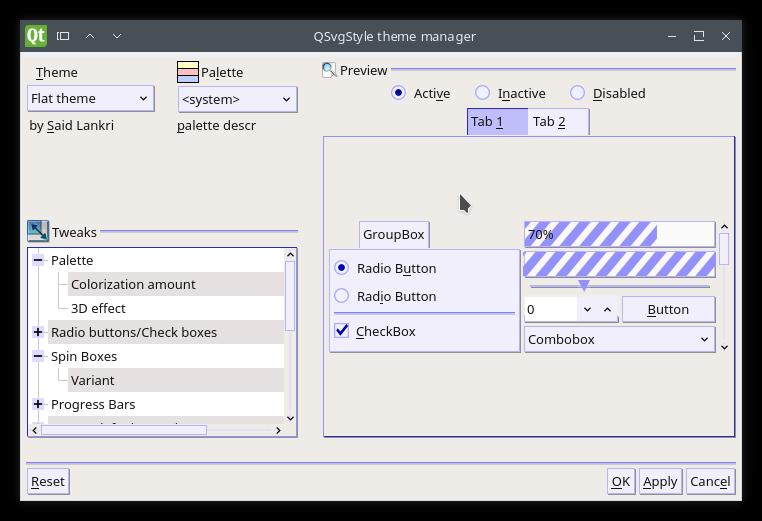 Qt
QSvgStyle theme manager
Theme
Palette
Flat theme
<system>
by Said Lankri
palette descr
Preview
Active
Inactive
Disabled
Tab 1
Tab 2
Tweaks
Palette
Colorization amount
3D effect
Radio buttons/Check boxes
Spin Boxes
Variant
Progress Bars
GroupBox
Radio Button
Radio Button
CheckBox
70%
0
Button
Combobox
Reset
OK
Apply
Cancel